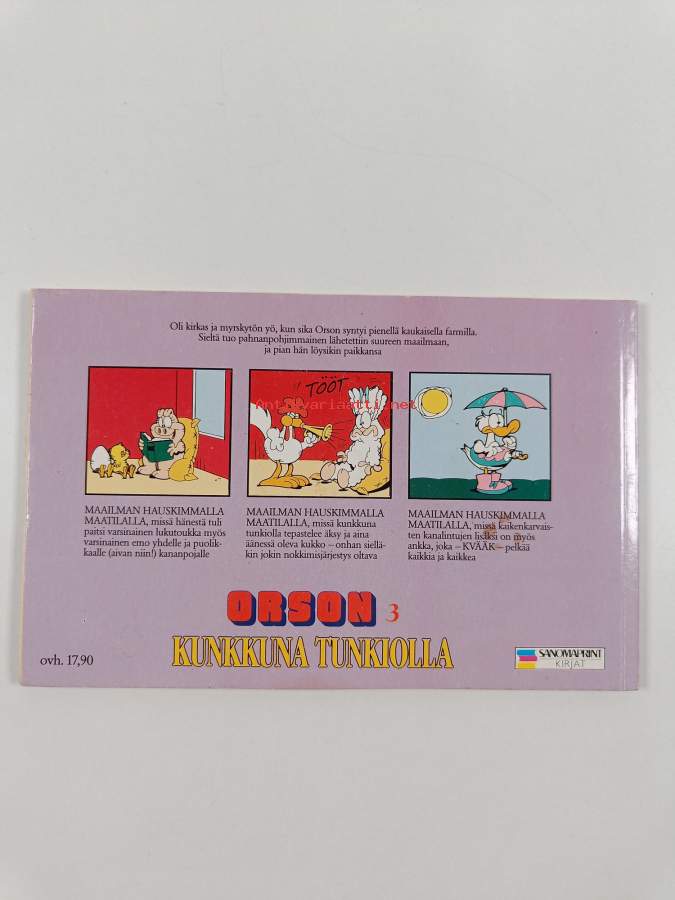 Oli kirkas ja myrskytön yö, kun sika Orson syntyi pienellä kaukaisella farmilla.
Sieltä tuo pahnanpohjimmainen lähetettiin suureen maailmaan,
ja pian hän löysikin paikkansa
TÖÖT
Antikvariaatti.net
MAAILMAN HAUSKIMMALLA
MAATILALLA, missä hänestä tuli
paitsi varsinainen lukutoukka myös
varsinainen emo yhdelle ja puolik-
kaalle (aivan niin!) kananpojalle
MAAILMAN HAUSKIMMALLA
MAATILALLA, missä kunkkuna
tunkiolla tepastelee äksy ja aina
äänessä oleva kukko – onhan siellä-
kin jokin nokkimisjärjestys oltava
MAAILMAN HAUSKIMMALLA
MAATILALLA, missä kaikenkarvais-
ten kanalintujen lisäksi on myös
ankka, joka – KVÄÄK – pelkää
kaikkia ja kaikkea
ORSON 3
KUNKKUNA TUNKIOLLA
ovh. 17,90
SANOMAPRINT
KIRJAT